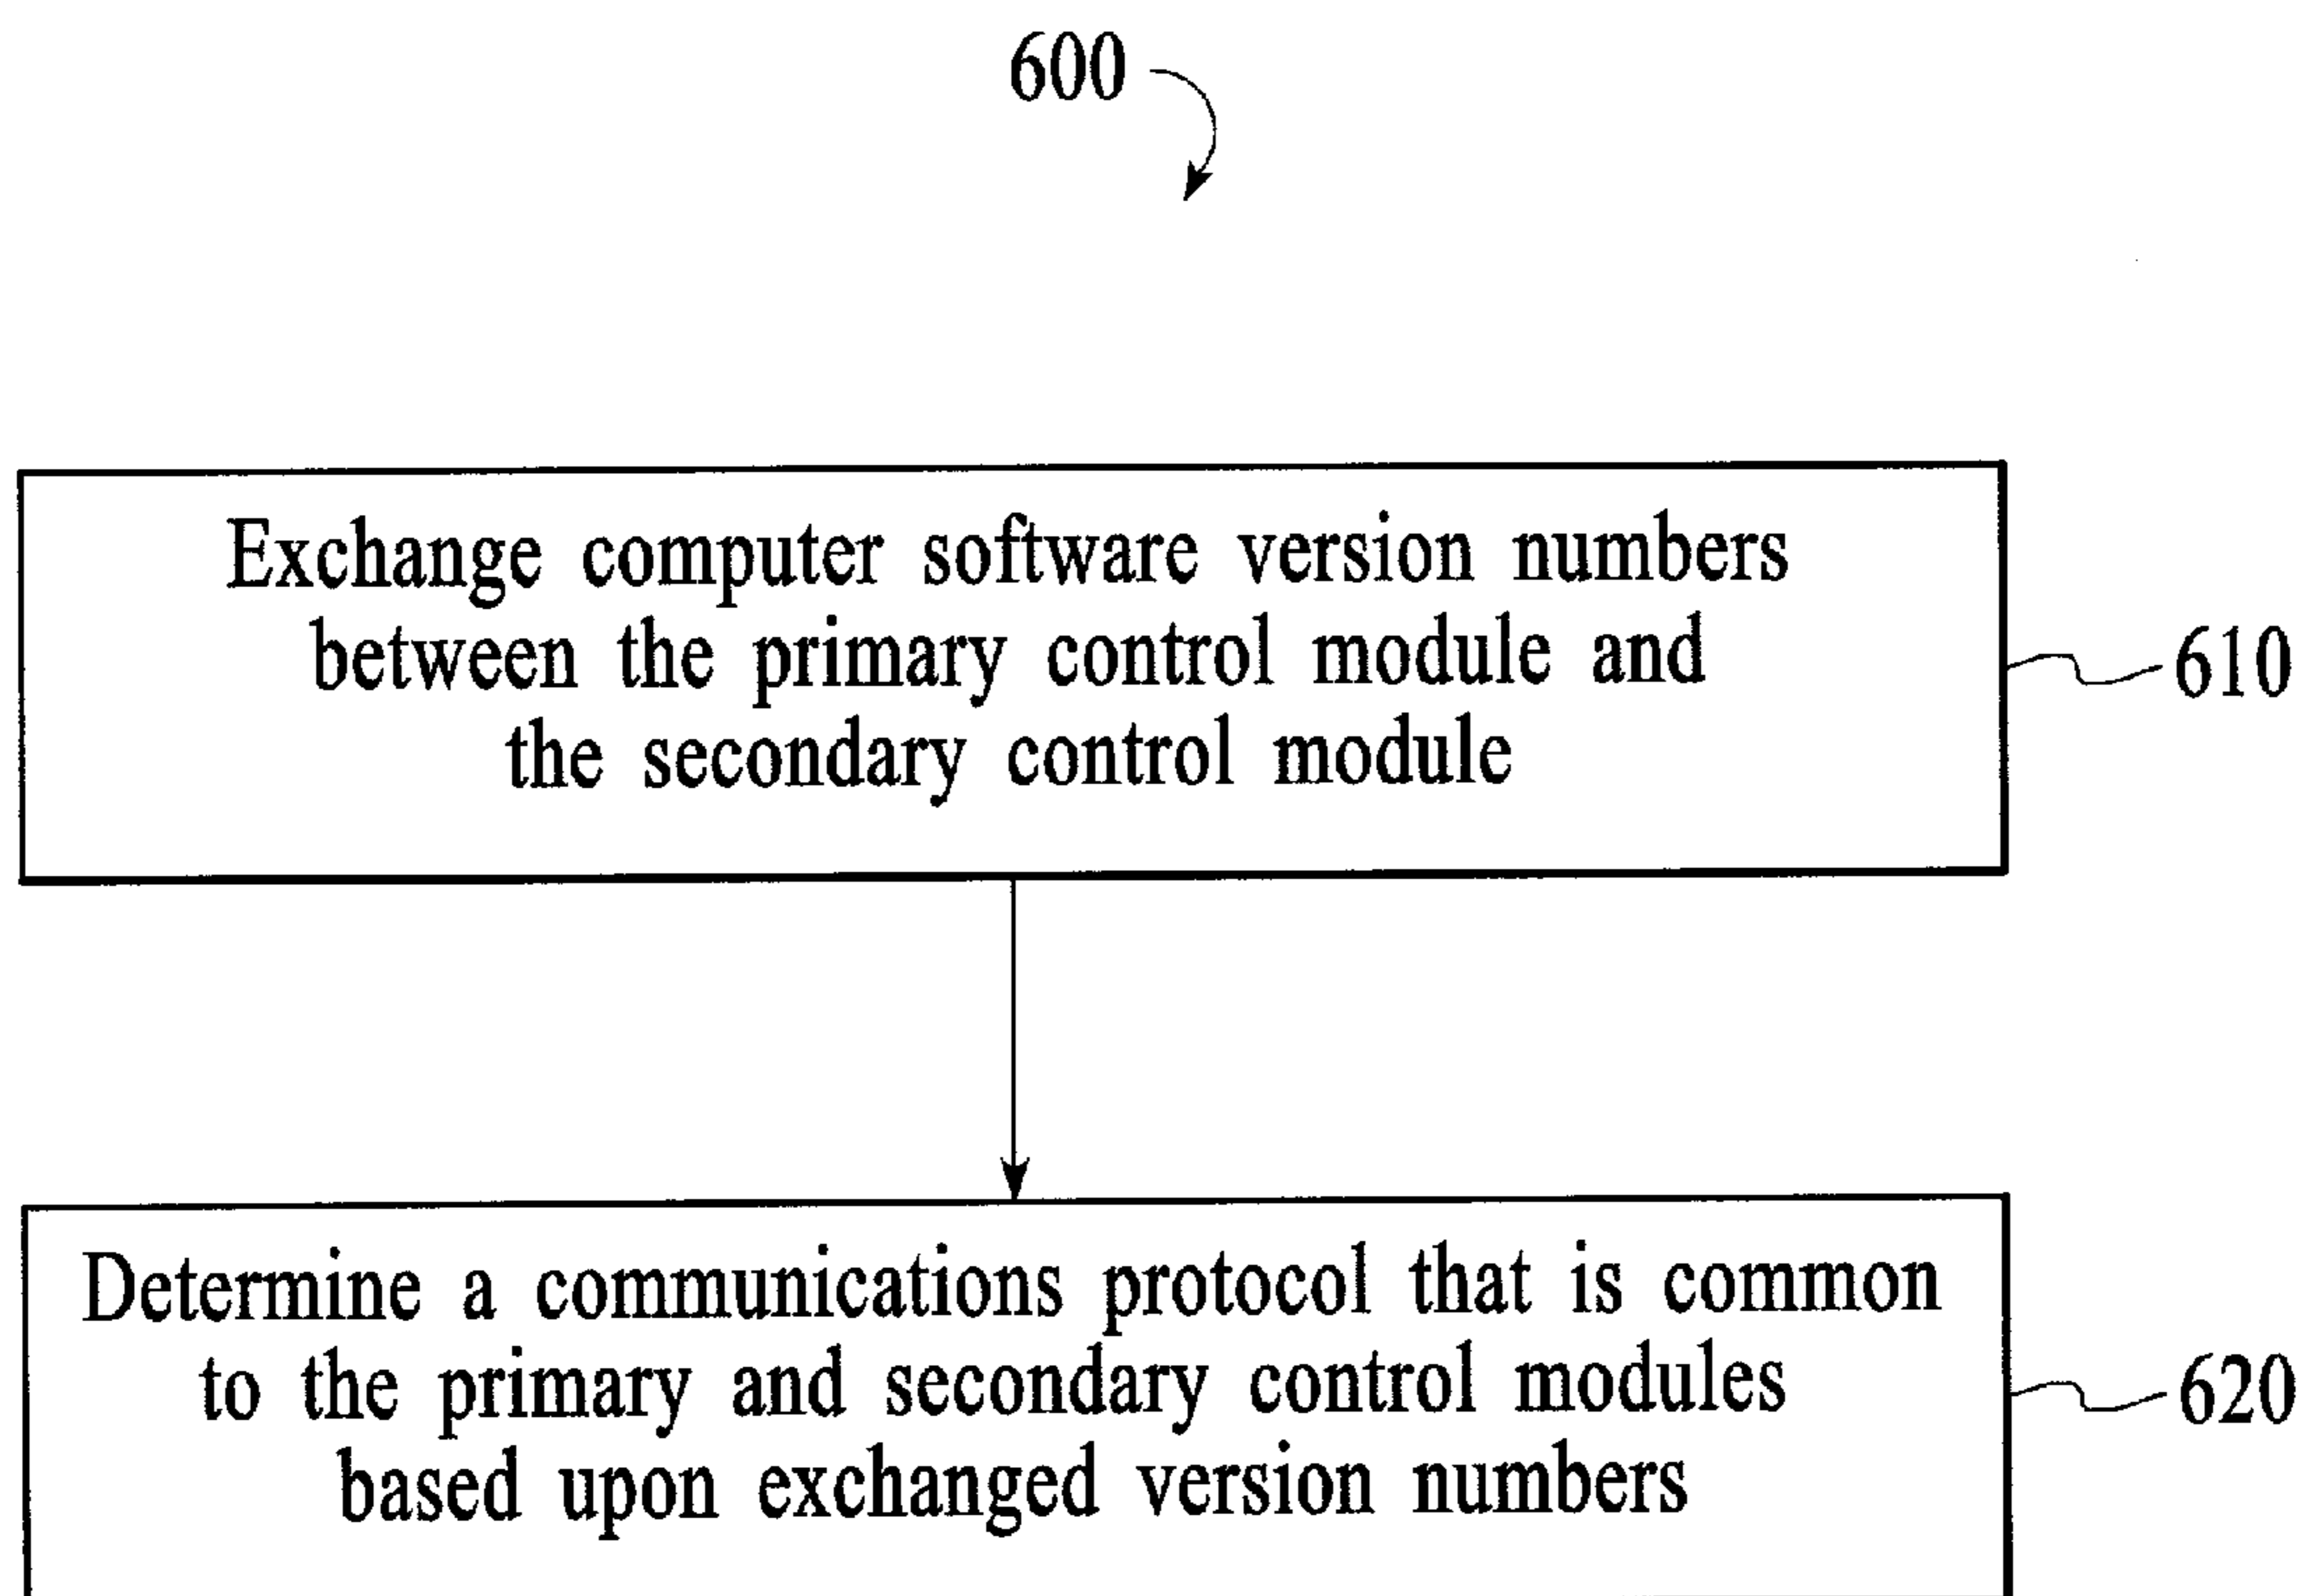 600
Exchange computer software version numbers
between the primary control module and
the secondary control module
610
Determine a communications protocol that is common
to the primary and secondary control modules
based upon exchanged version numbers
620